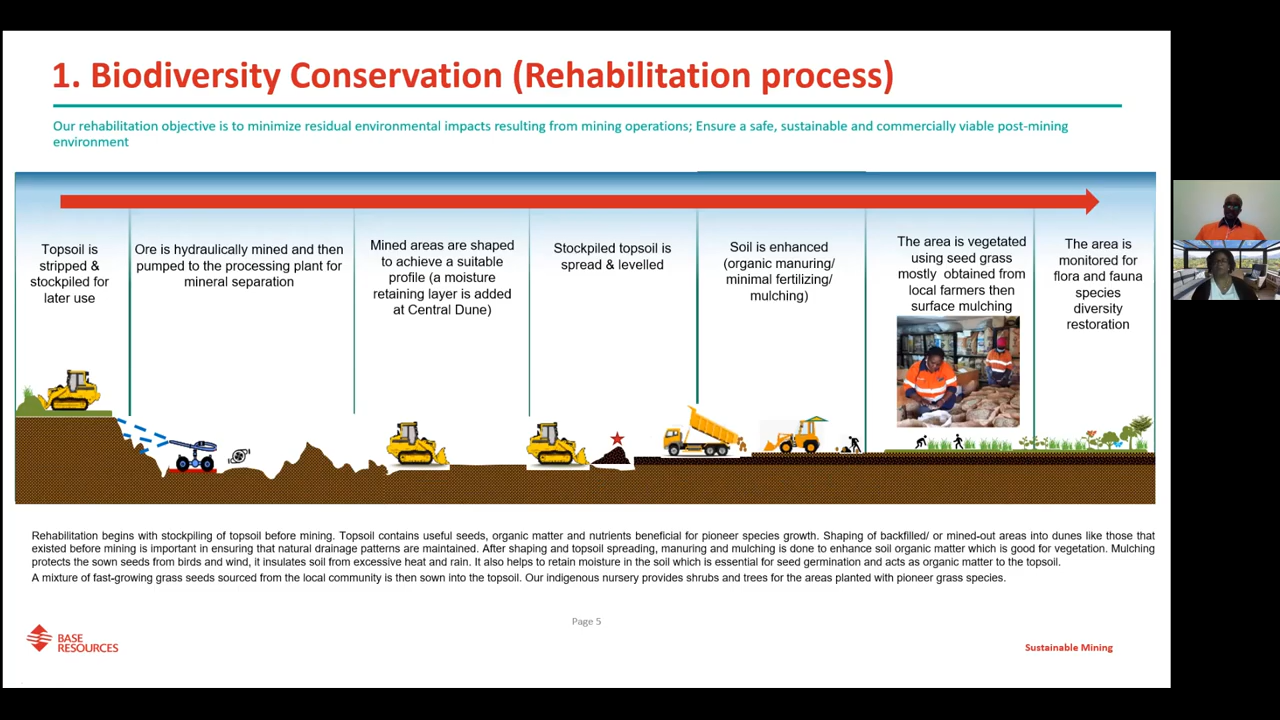 1. Biodiversity Conservation (Rehabilitation process)
Our rehabilitation objective is to minimize residual environmental impacts resulting from mining operations; Ensure a safe, sustainable and commercially viable post-mining
environment
Topsoil is
stripped &
stockpiled for
later use
Ore is hydraulically mined and then
pumped to the processing plant for
mineral separation
Mined areas are shaped
to achieve a suitable
profile (a moisture
retaining layer is added
at Central Dune)
Stockpiled topsoil is
spread & levelled
Soil is enhanced
(organic manuring/
minimal fertilizing/
mulching)
The area is vegetated
using seed grass
mostly obtained from
local farmers then
surface mulching
The area is
monitored for
flora and fauna
species
diversity
restoration
Rehabilitation begins with stockpiling of topsoil before mining. Topsoil contains useful seeds, organic matter and nutrients beneficial for pioneer species growth. Shaping of backfilled/ or mined-out areas into dunes like those that
existed before mining is important in ensuring that natural drainage patterns are maintained. After shaping and topsoil spreading, manuring and mulching is done to enhance soil organic matter which is good for vegetation. Mulching
protects the sown seeds from birds and wind, it insulates soil from excessive heat and rain. It also helps to retain moisture in the soil which is essential for seed germination and acts as organic matter to the topsoil.
A mixture of fast-growing grass seeds sourced from the local community is then sown into the topsoil. Our indigenous nursery provides shrubs and trees for the areas planted with pioneer grass species.
Page 5
BASE
RESOURCES
Sustainable Mining